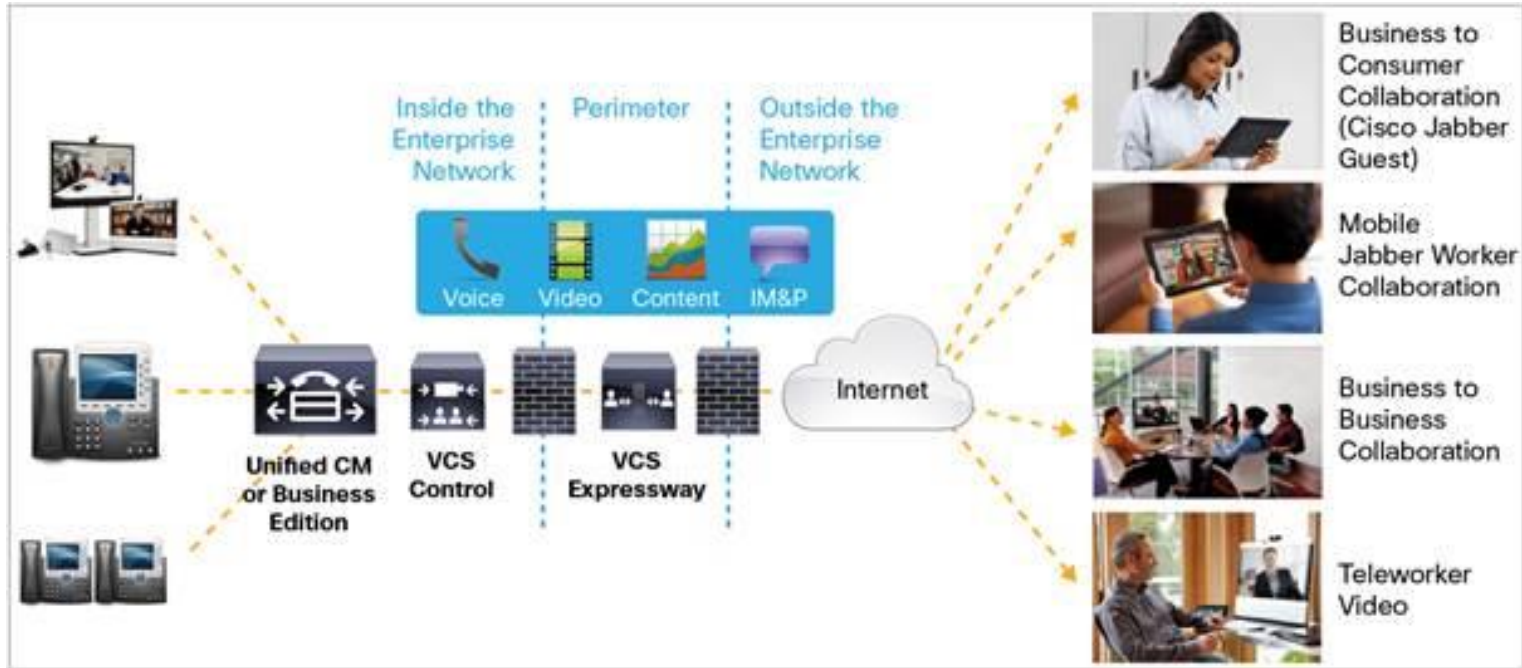 Inside the
Enterprise
Network
Perimeter
Outside the
Enterprise
Network
Voice
Video
Content
IM&P
Unified CM
or Business
Edition
VCS
Control
VCS
Expressway
Internet
Business to
Consumer
Collaboration
(Cisco Jabber
Guest)
Mobile
Jabber Worker
Collaboration
Business to
Business
Collaboration
Teleworker
Video